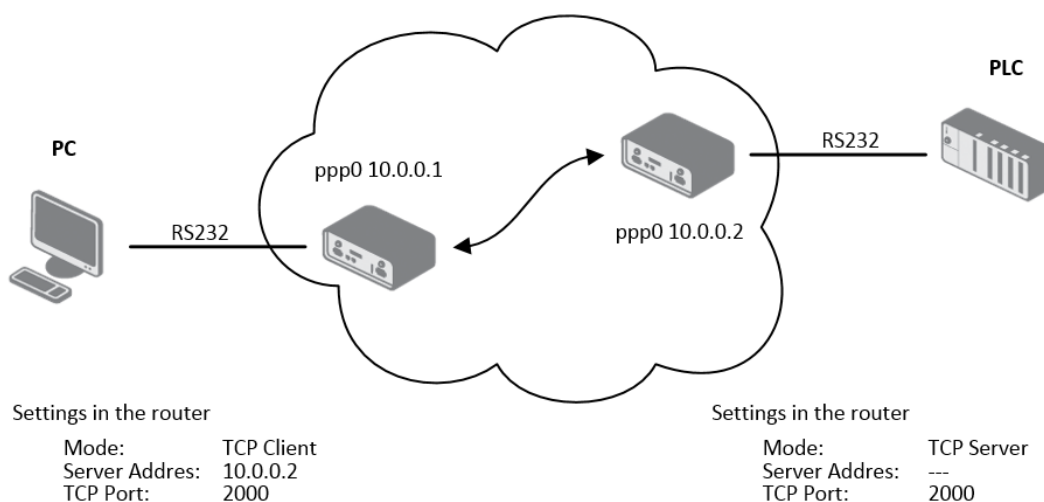 PLC
PC
RS232
ppp0 10.0.0.1
RS232
ppp0 10.0.0.2
Settings in the router
Mode: TCP Client
Server Addres: 10.0.0.2
TCP Port: 2000
Settings in the router
Mode: TCP Server
Server Addres: ---
TCP Port: 2000